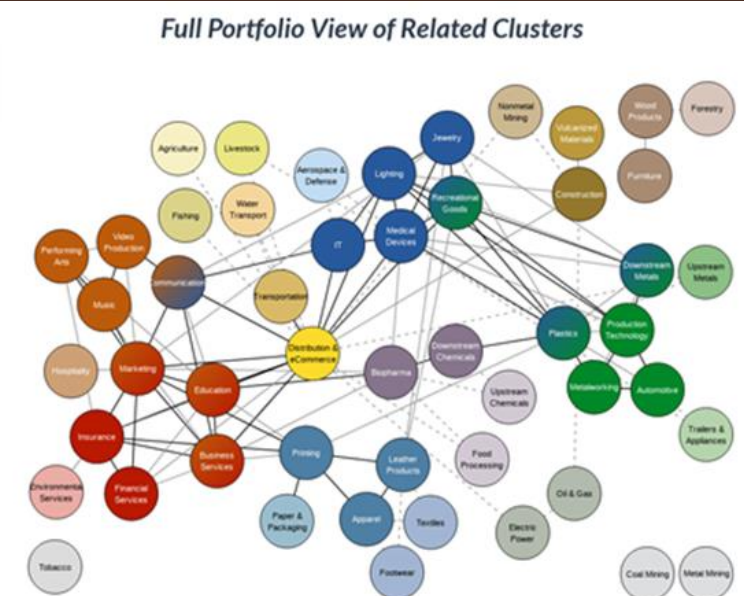 Full Portfolio View of Related Clusters
Nonmetal
Mining
Wood
Products
Forestry
Jewelry
Vulcanized
Materials
Agriculture
Livestock
Aerospace &
Defense
Lighting
Furniture
Construction
Fishing
Water
Transport
Recreational
Goods
Performing
Arts
Video
Production
IT
Medical
Devices
Communication
Downstream
Metals
Upstream
Metals
Music
Transportation
Plastics
Production
Technology
Distribution &
eCommerce
Downstream
Chemicals
Hospitality
Marketing
Education
Biopharma
Upstream
Chemicals
Metalworking
Automotive
Insurance
Business
Services
Printing
Leather
Products
Food
Processing
Trailers &
Appliances
Environmental
Services
Financial
Services
Oil & Gas
Paper &
Packaging
Apparel
Textiles
Electric
Power
Tobacco
Footwear
Coal Mining
Metal Mining